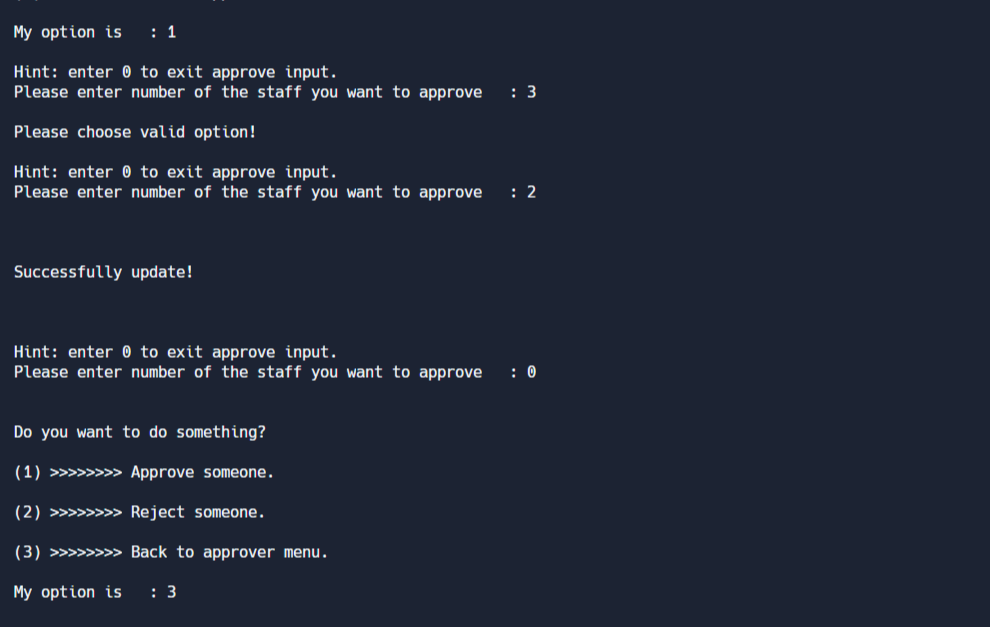 My option is   : 1
Hint: enter 0 to exit approve input.
Please enter number of the staff you want to approve   : 3
Please choose valid option!
Hint: enter 0 to exit approve input.
Please enter number of the staff you want to approve   : 2
Successfully update!
Hint: enter 0 to exit approve input.
Please enter number of the staff you want to approve   : 0
Do you want to do something?
(1) >>>>>>>> Approve someone.
(2) >>>>>>>> Reject someone.
(3) >>>>>>>> Back to approver menu.
My option is   : 3